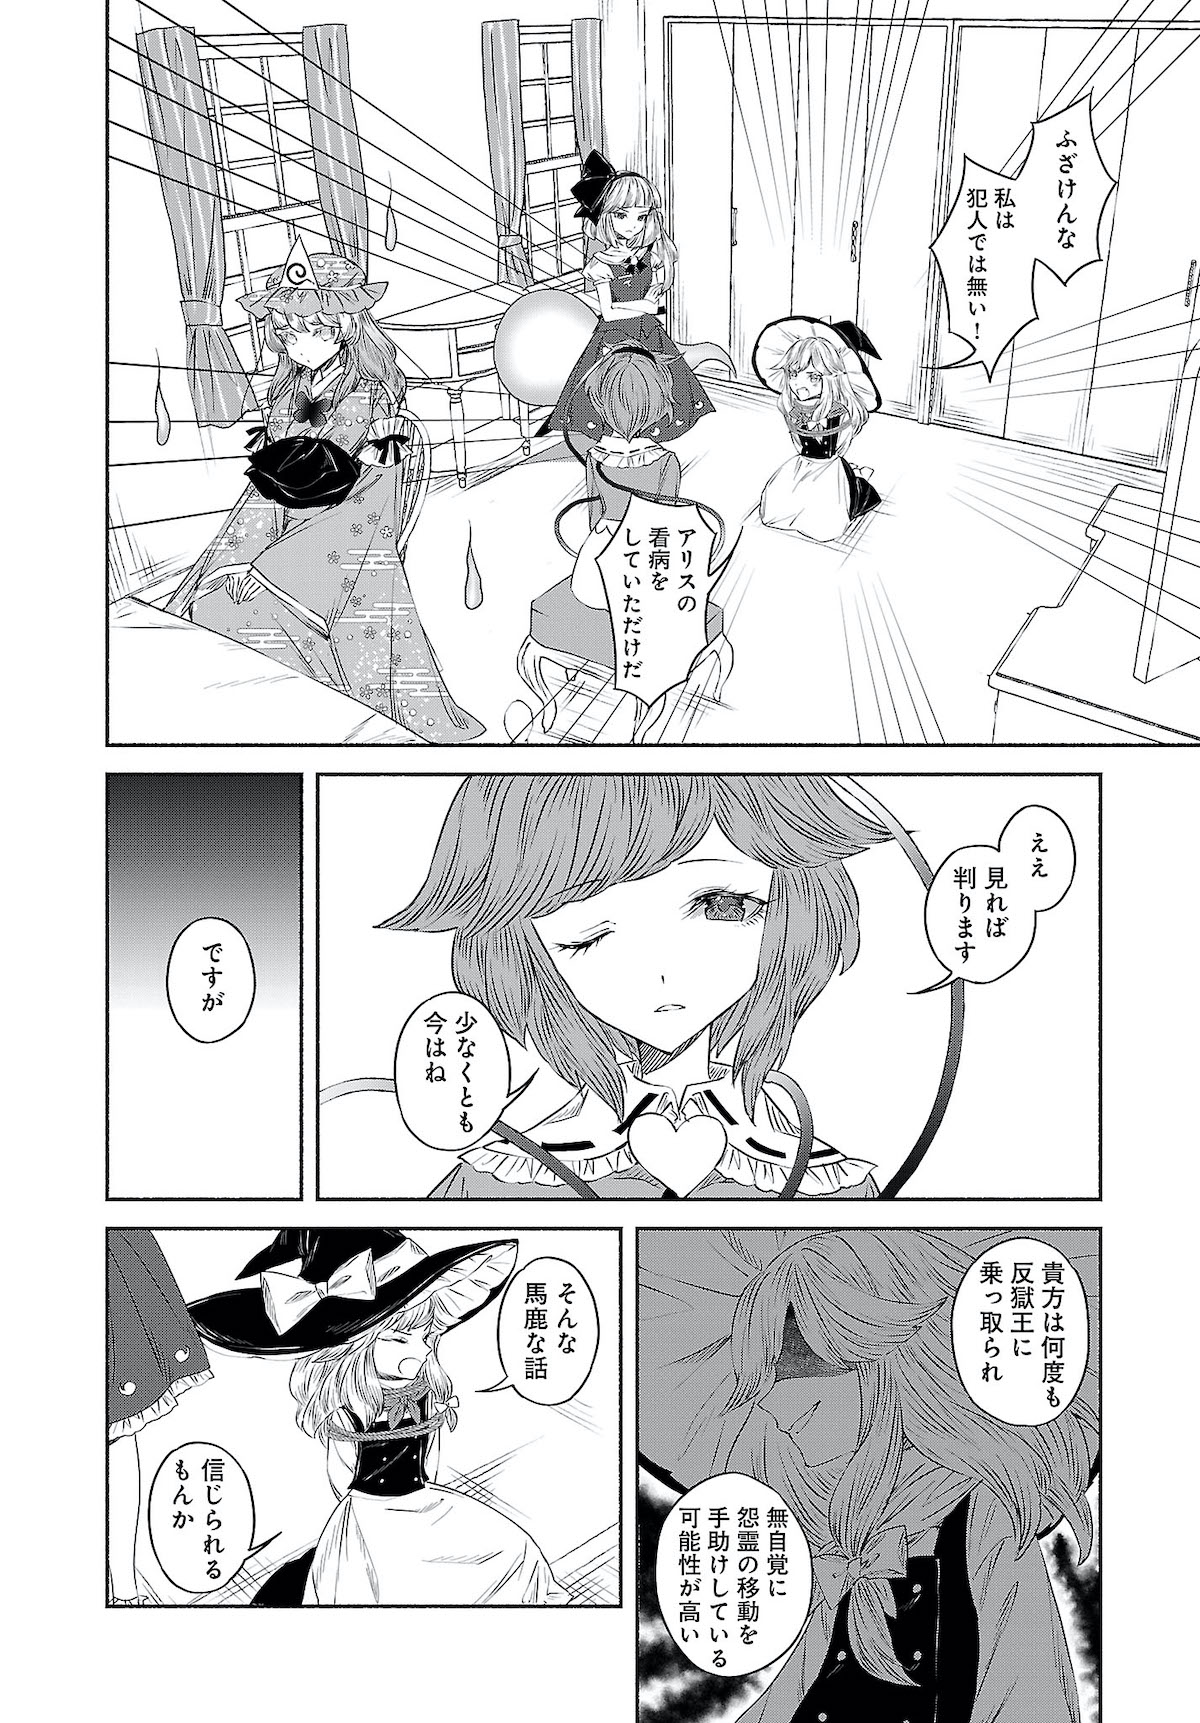 ふざけんな
私は
犯人では無い！
アリスの
看病を
していただけだ
ええ
見れば
判ります
少なくとも
今はね
ですが
貴方は何度も
反獄王に
乗っ取られ
無自覚に
怨霊の移動を
手助けしている
可能性が高い
そんな
馬鹿な話
信じられる
もんか